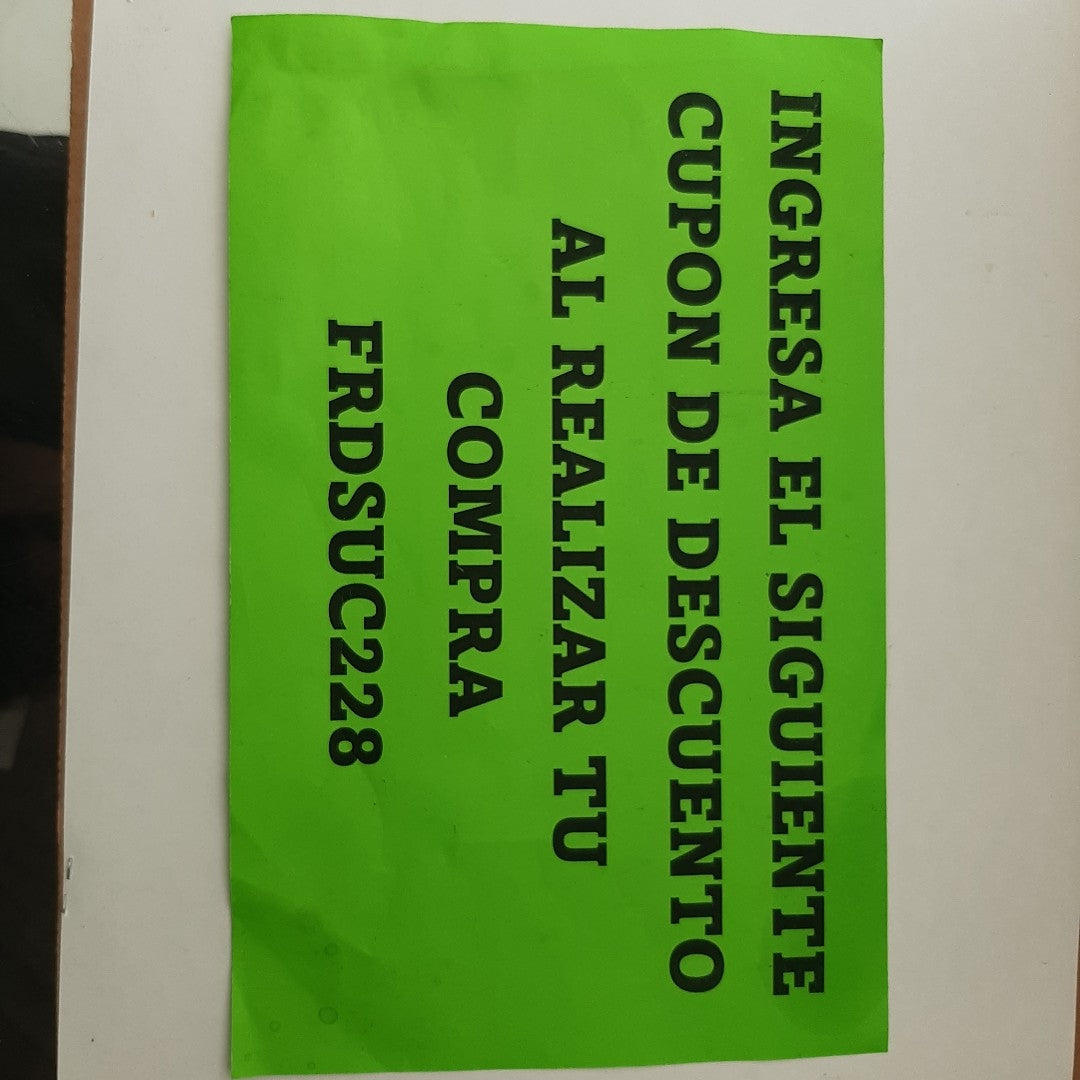 INGRESA EL SIGUIENTE
CUPON DE DESCUENTO
AL REALIZAR TU
COMPRA
FRDSUC228